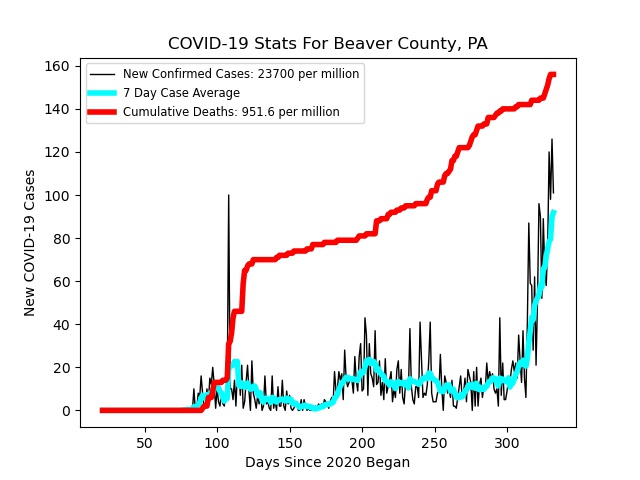 COVID-19 Stats For Beaver County, PA
New Confirmed Cases: 23700 per million
7 Day Case Average
Cumulative Deaths: 951.6 per million
New COVID-19 Cases
160
140
120
100
80
60
40
20
0
50 100 150 200 250 300
Days Since 2020 Began